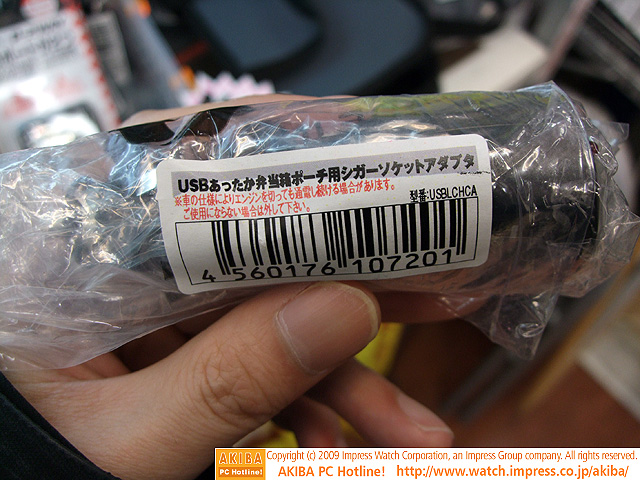 USBあったか弁当箱ポーチ用シガーソケットアダプタ
※車の仕様によりエンジンを切っても通電し続ける場合があります。
ご使用にならない場合は外して下さい。
型番:USBLCHCA
4 560176 107201
AKIBA
PC Hotline!
Copyright (c) 2009 Impress Watch Corporation, an Impress Group company. All rights reserved.
AKIBA PC Hotline! http://www.watch.impress.co.jp/akiba/